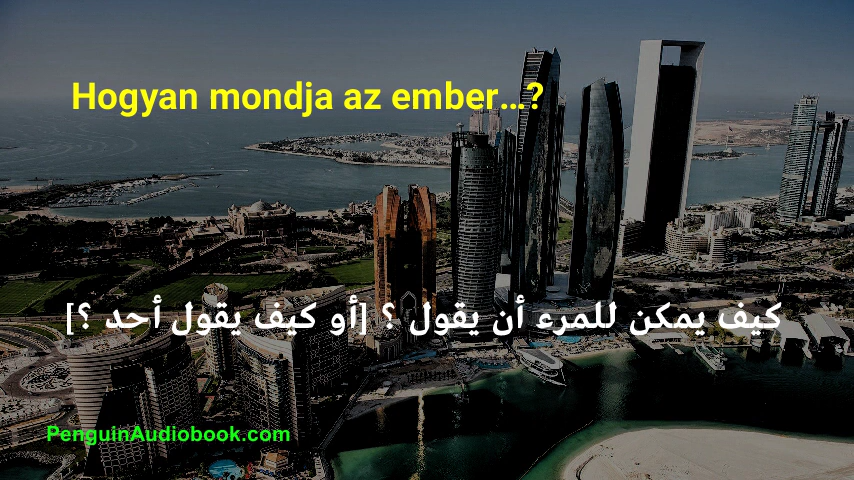 Hogyan mondja az ember...?
كيف يمكن للمرء أن يقول ؟ [أو كيف يقول أحد ؟]
PenguinAudiobook.com